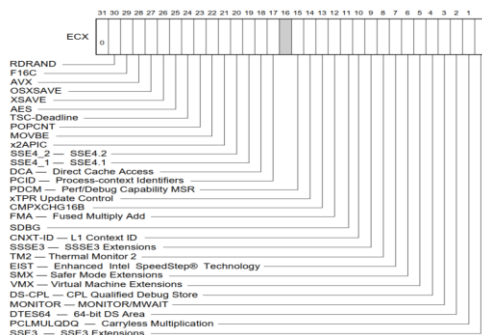 31 30 29 28 27 26 25 24 23 22 21 20 19 18 17 16 15 14 13 12 11 10 9 8 7 6 5 4 3 2 1 0
ECX
0
RDRAND
F16C
AVX
OSXSAVE
XSAVE
AES
TSC-Deadline
POPCNT
MOVBE
x2APIC
SSE4_2 — SSE4.2
SSE4_1 — SSE4.1
DCA — Direct Cache Access
PCID — Process-context Identifiers
PDCM — Perf/Debug Capability MSR
xTPR Update Control
CMPXCHG16B
FMA — Fused Multiply Add
SDBG
CNXT-ID — L1 Context ID
SSSE3 — SSSE3 Extensions
TM2 — Thermal Monitor 2
EIST — Enhanced Intel SpeedStep® Technology
SMX — Safer Mode Extensions
VMX — Virtual Machine Extensions
DS-CPL — CPL Qualified Debug Store
MONITOR — MONITOR/MWAIT
DTES64 — 64-bit DS Area
PCLMULQDQ — Carryless Multiplication
SSE3 — SSE3 Extensions